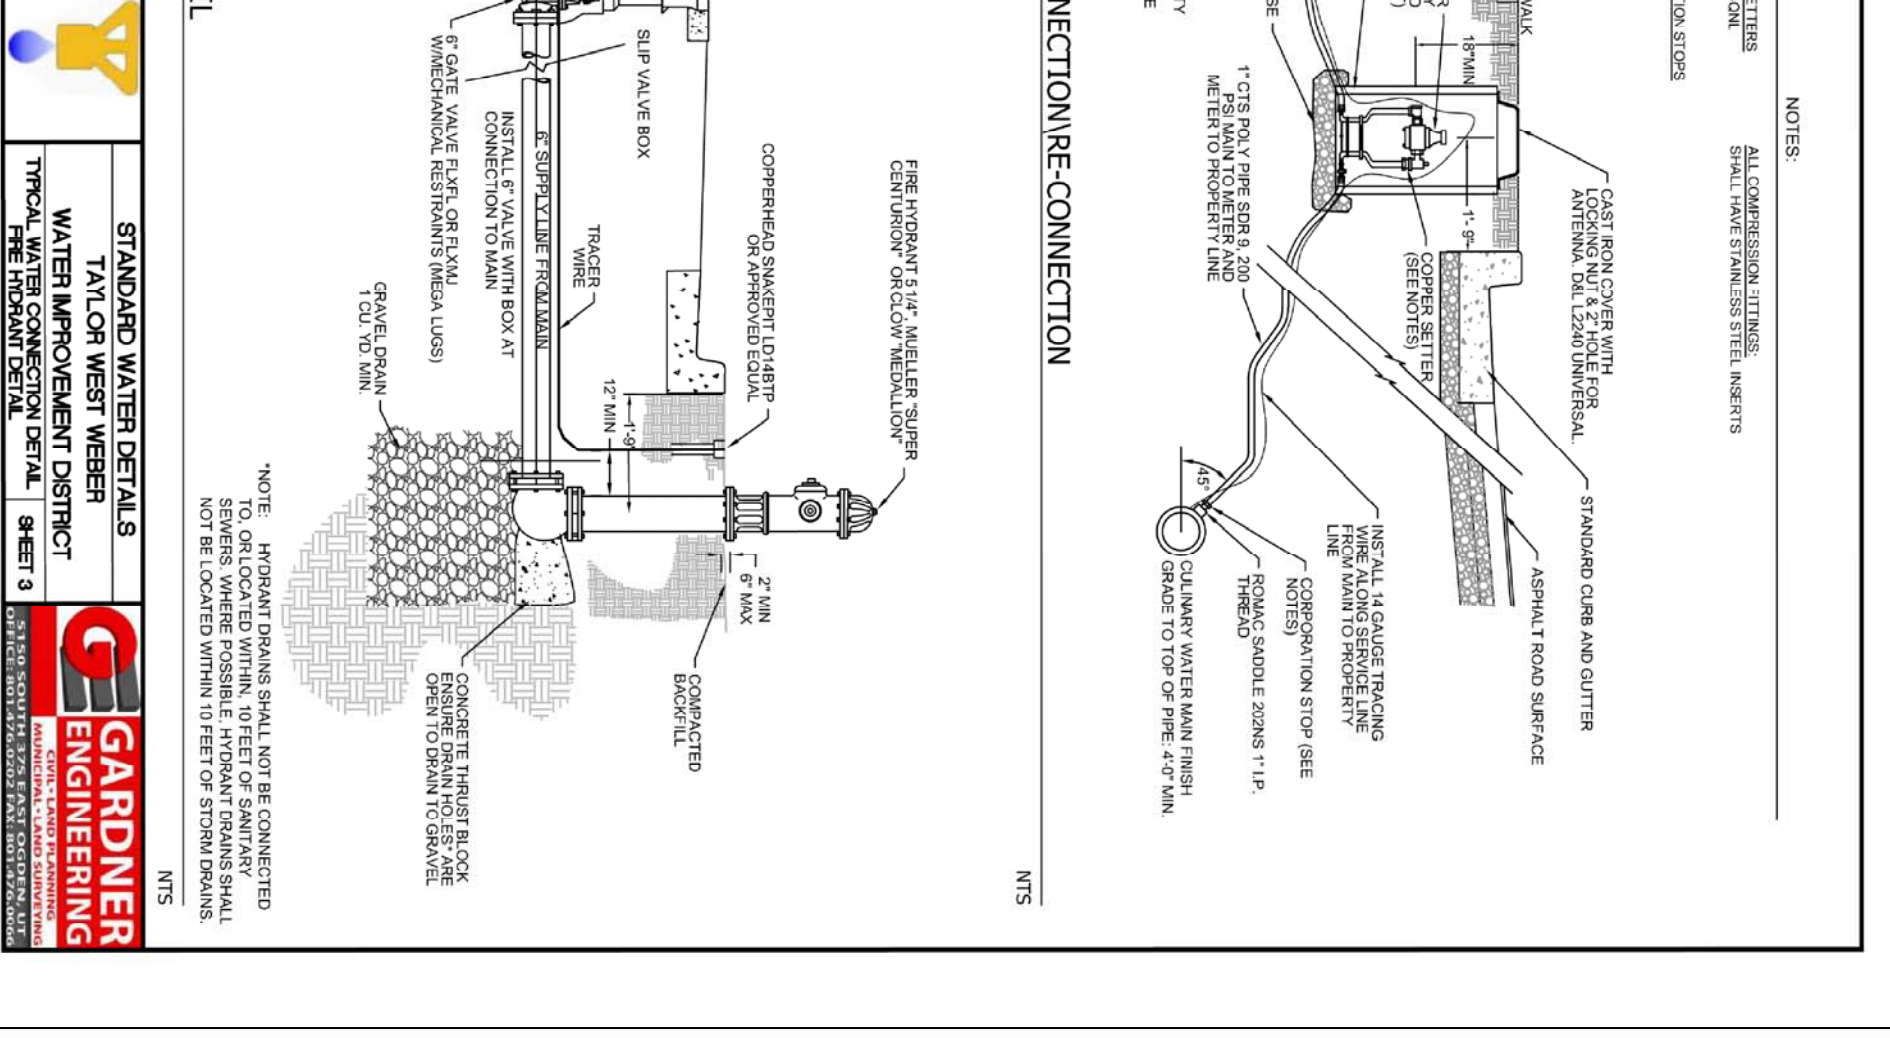 NOTES:
ALL COMPRESSION FITTINGS:
SHALL HAVE STAINLESS STEEL INSERTS
ETTERS
QNL
ION STOPS
WALK
18"MIN
1'- 9"
CAST IRON COVER WITH
LOCKING NUT & 2" HOLE FOR
ANTENNA. D&L L2240 UNIVERSAL.
STANDARD CURB AND GUTTER
ASPHALT ROAD SURFACE
COPPER SETTER
(SEE NOTES)
SE
TY
E
1" CTS POLY PIPE SDR 9, 200
PSI MAIN TO METER AND
METER TO PROPERTY LINE
INSTALL 14 GAUGE TRACING
WIRE ALONG SERVICE LINE
FROM MAIN TO PROPERTY
LINE
45°
CORPORATION STOP (SEE
NOTES)
ROMAC SADDLE 202NS 1" I.P.
THREAD
CULINARY WATER MAIN FINISH
GRADE TO TOP OF PIPE: 4'-0" MIN.
NECTION\RE-CONNECTION
NTS
FIRE HYDRANT 5 1/4", MUELLER "SUPER
CENTURION" OR CLOW "MEDALLION"
COPPERHEAD SNAKEPIT LD14BTP
OR APPROVED EQUAL
2" MIN
6" MAX
COMPACTED
BACKFILL
SLIP VALVE BOX
12" MIN
1'-9"
TRACER
WIRE
6" SUPPLY LINE FROM MAIN
INSTALL 6" VALVE WITH BOX AT
CONNECTION TO MAIN
6" GATE VALVE FLXFL OR FLXMJ
W/MECHANICAL RESTRAINTS (MEGA LUGS)
GRAVEL DRAIN
1 CU. YD. MIN.
CONCRETE THRUST BLOCK
ENSURE DRAIN HOLES* ARE
OPEN TO DRAIN TO GRAVEL
*NOTE: HYDRANT DRAINS SHALL NOT BE CONNECTED
TO, OR LOCATED WITHIN, 10 FEET OF SANITARY
SEWERS. WHERE POSSIBLE, HYDRANT DRAINS SHALL
NOT BE LOCATED WITHIN 10 FEET OF STORM DRAINS.
NTS
STANDARD WATER DETAILS
TAYLOR WEST WEBER
WATER IMPROVEMENT DISTRICT
TYPICAL WATER CONNECTION DETAIL
FIRE HYDRANT DETAIL
SHEET 3
GARDNER
ENGINEERING
CIVIL • LAND PLANNING
MUNICIPAL • LAND SURVEYING
5150 SOUTH 375 EAST OGDEN, UT
OFFICE: 801.476.0202 FAX: 801.476.0066